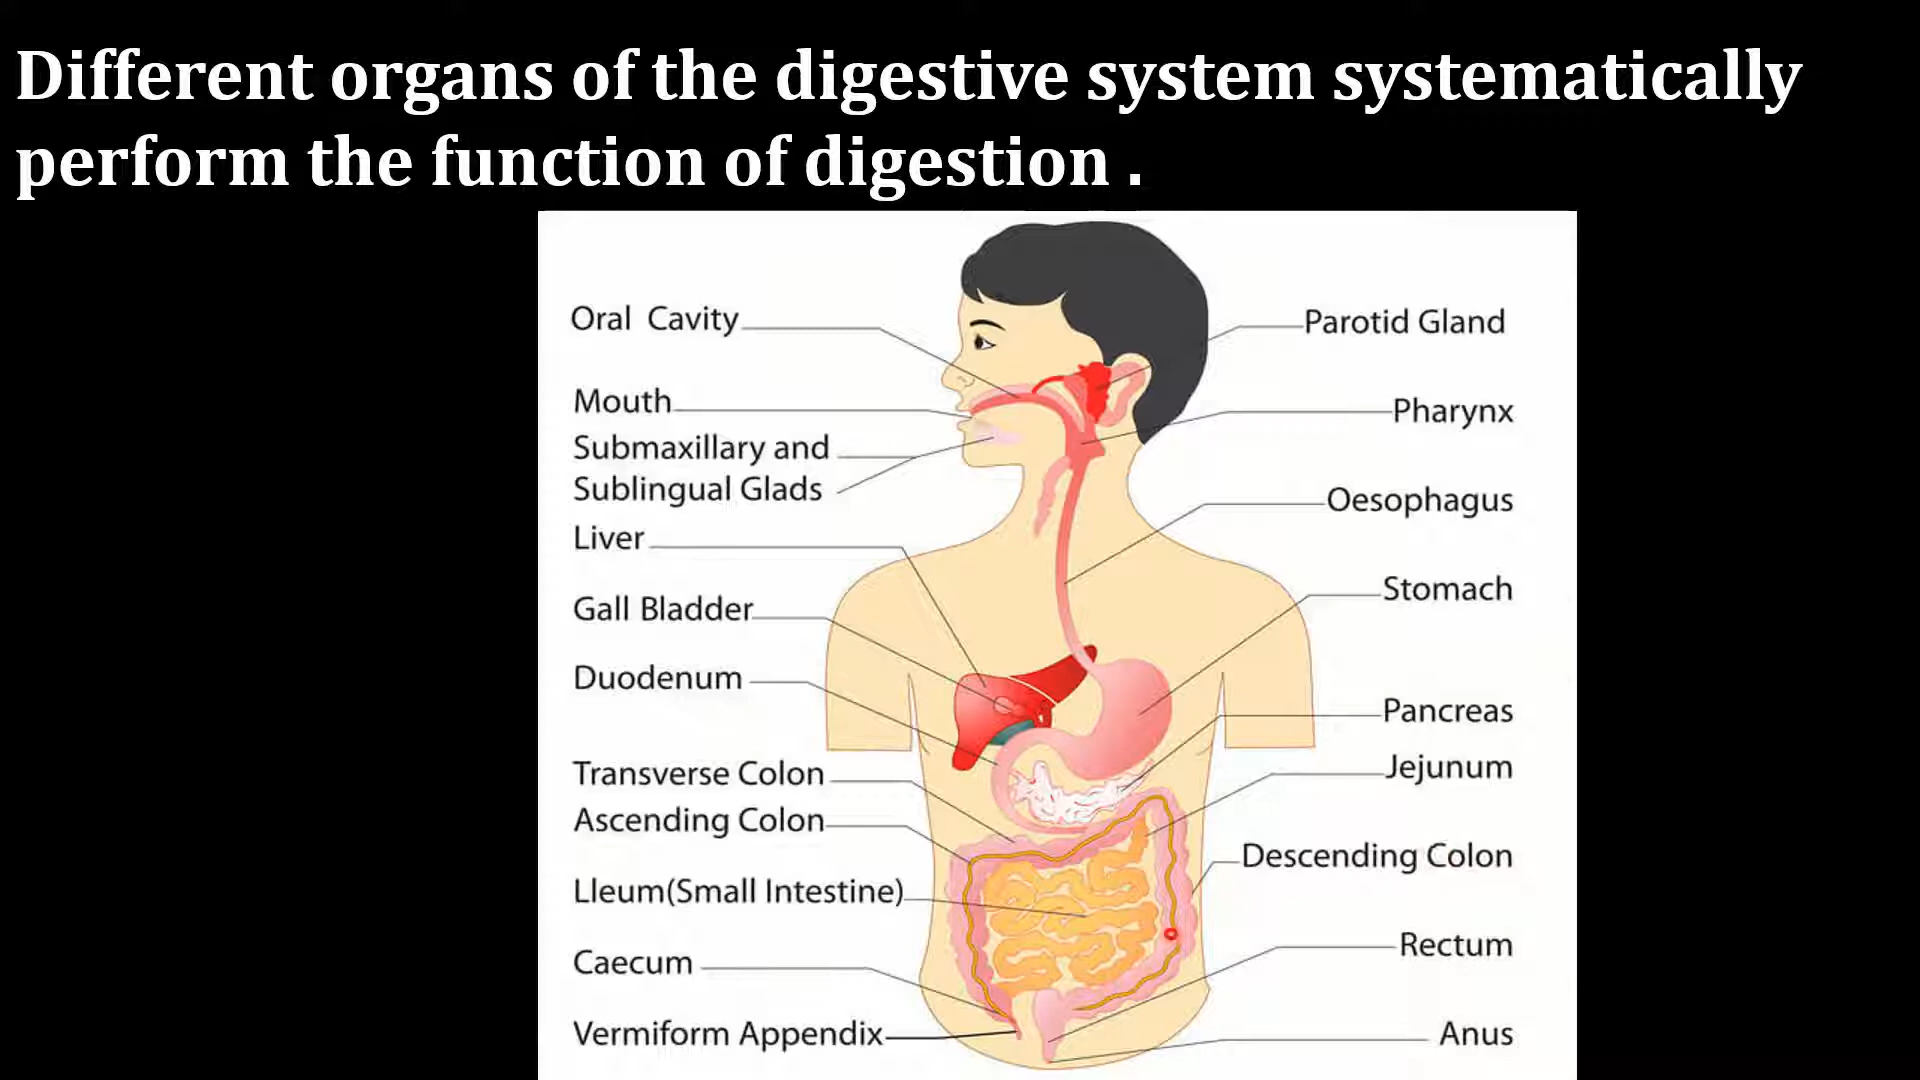 Different organs of the digestive system systematically
perform the function of digestion .
Oral Cavity
Mouth
Submaxillary and
Sublingual Glads
Liver
Gall Bladder
Duodenum
Transverse Colon
Ascending Colon
Lleum(Small Intestine)
Caecum
Vermiform Appendix
Parotid Gland
Pharynx
Oesophagus
Stomach
Pancreas
Jejunum
Descending Colon
Rectum
Anus